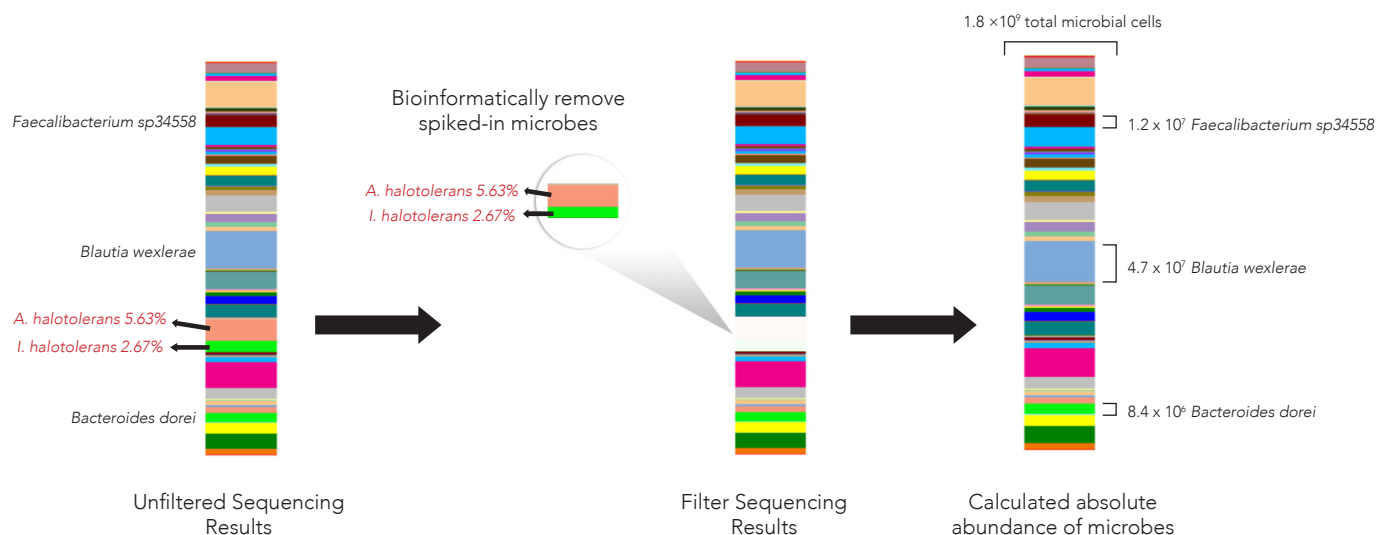 1.8 ×10⁹ total microbial cells
Bioinformatically remove
spiked-in microbes
Faecalibacterium sp34558
Blautia wexlerae
A. halotolerans 5.63%
I. halotolerans 2.67%
Bacteroides dorei
A. halotolerans 5.63%
I. halotolerans 2.67%
1.2 x 10⁷ Faecalibacterium sp34558
4.7 x 10⁷ Blautia wexlerae
8.4 x 10⁶ Bacteroides dorei
Unfiltered Sequencing
Results
Filter Sequencing
Results
Calculated absolute
abundance of microbes